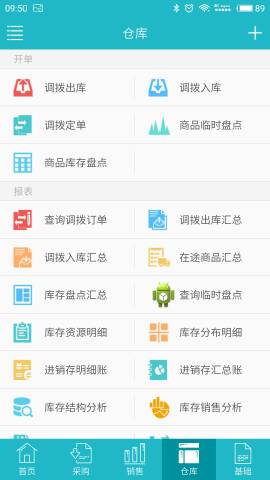 09:50 89
仓库
开单
调拨出库 调拨入库
调拨定单 商品临时盘点
商品库存盘点
报表
查询调拨订单 调拨出库汇总
调拨入库汇总 在途商品汇总
库存盘点汇总 查询临时盘点
库存资源明细 库存分布明细
进销存明细账 进销存汇总账
库存结构分析 库存销售分析
首页 采购 销售 仓库 基础